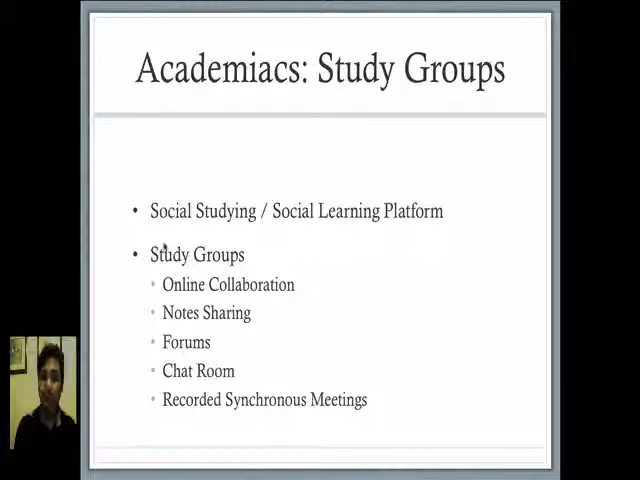 Academiacs: Study Groups
• Social Studying / Social Learning Platform
• Study Groups
• Online Collaboration
• Notes Sharing
• Forums
• Chat Room
• Recorded Synchronous Meetings